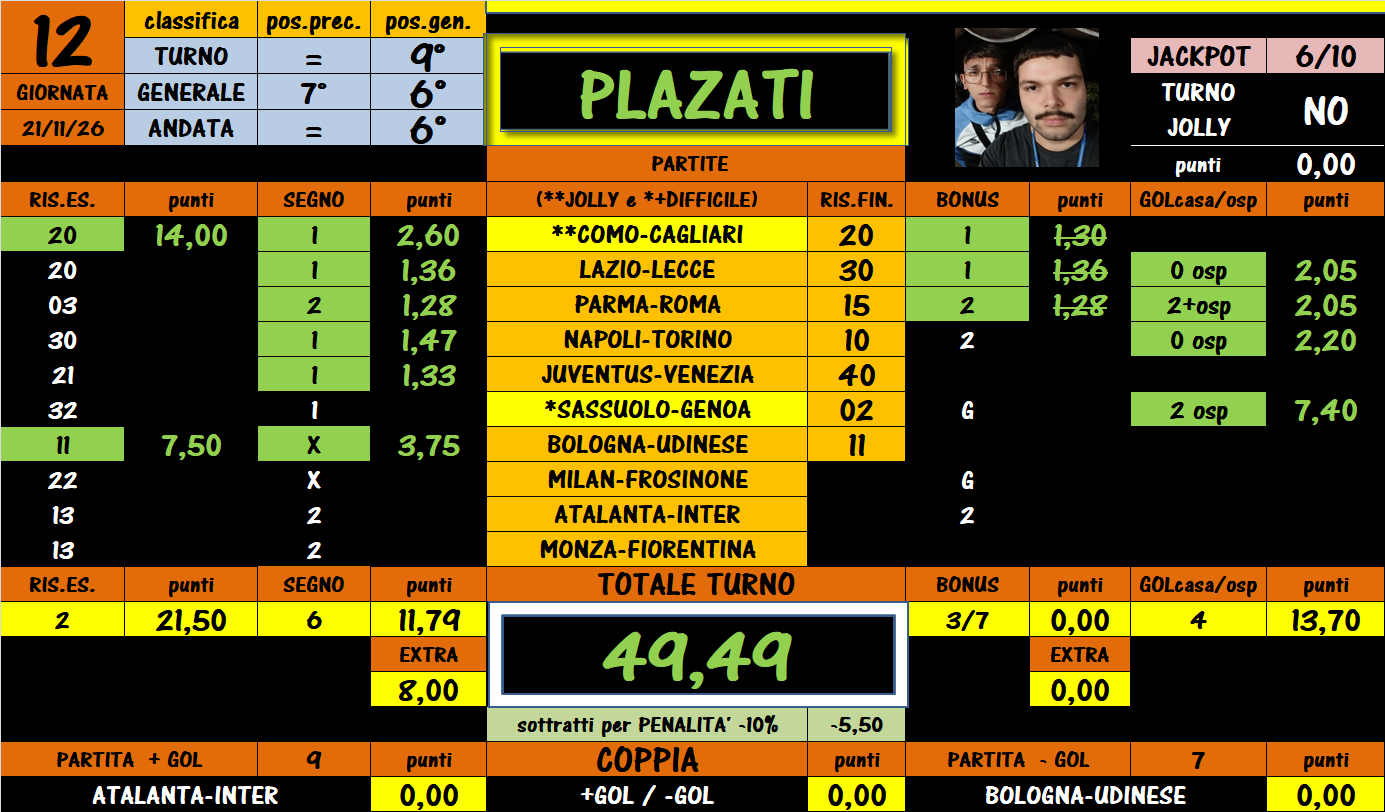 12 classifica pos.prec. pos.gen.
TURNO = 9° PLAZATI JACKPOT 6/10
GIORNATA GENERALE 7° 6° TURNO JOLLY NO
21/11/26 ANDATA = 6°
PARTITE punti 0,00
RIS.ES. punti SEGNO punti (**JOLLY e *+DIFFICILE) RIS.FIN. BONUS punti GOLcasa/osp punti
20 14,00 1 2,60 **COMO-CAGLIARI 20 1 1,30
20 1 1,36 LAZIO-LECCE 30 1 1,36 0 osp 2,05
03 2 1,28 PARMA-ROMA 15 2 1,28 2+osp 2,05
30 1 1,47 NAPOLI-TORINO 10 2 0 osp 2,20
21 1 1,33 JUVENTUS-VENEZIA 40
32 1 *SASSUOLO-GENOA 02 G 2 osp 7,40
11 7,50 X 3,75 BOLOGNA-UDINESE 11
22 X MILAN-FROSINONE G
13 2 ATALANTA-INTER 2
13 2 MONZA-FIORENTINA
RIS.ES. punti SEGNO punti TOTALE TURNO BONUS punti GOLcasa/osp punti
2 21,50 6 11,79 49,49 3/7 0,00 4 13,70
EXTRA EXTRA
8,00 0,00
sottratti per PENALITA' -10% -5,50
PARTITA + GOL 9 punti COPPIA punti PARTITA - GOL 7 punti
ATALANTA-INTER 0,00 +GOL / -GOL 0,00 BOLOGNA-UDINESE 0,00